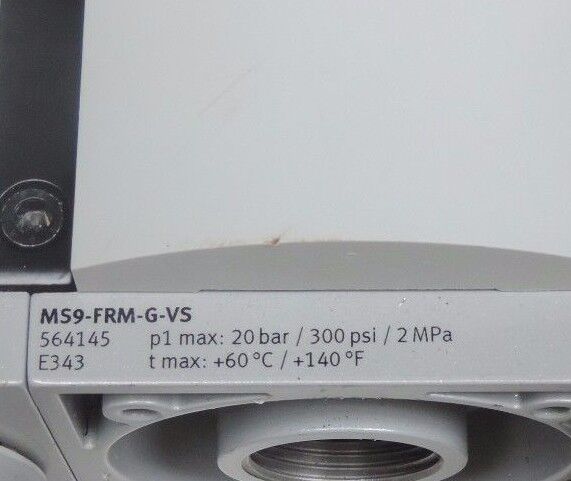 MS9-FRM-G-VS
564145 p1 max: 20 bar / 300 psi / 2 MPa
E343 t max: +60 °C / +140 °F